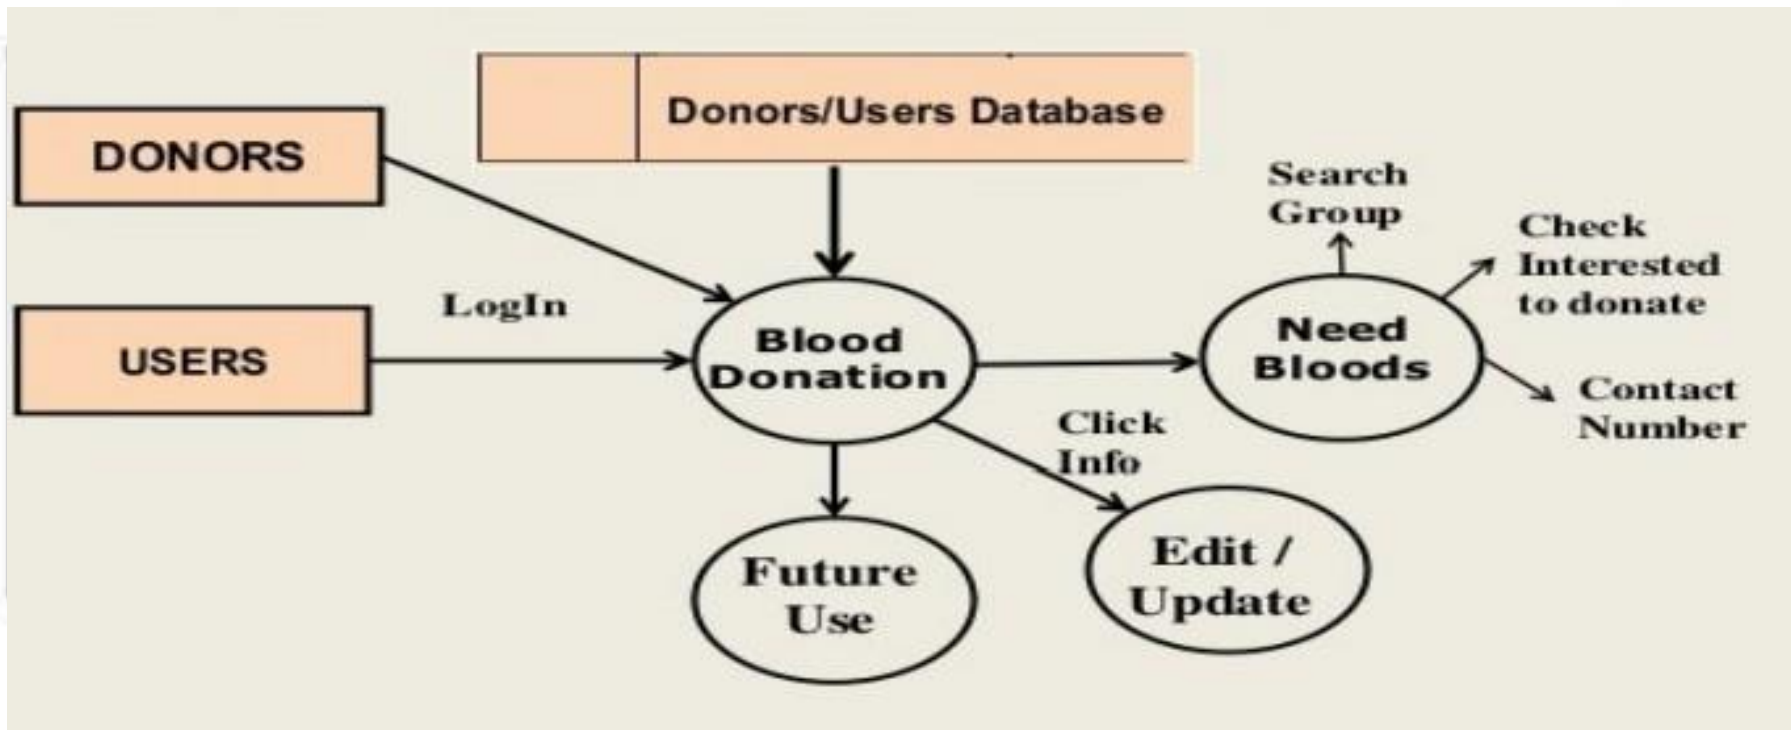 Donors/Users Database
DONORS
Search
Group
Check
Interested
to donate
LogIn
USERS
Blood
Donation
Need
Bloods
Contact
Number
Click
Info
Future
Use
Edit /
Update